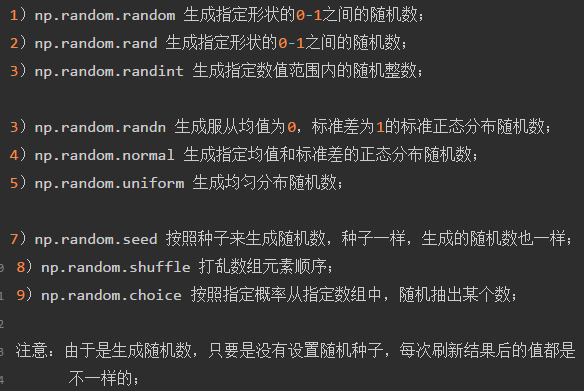 1）np.random.random 生成指定形状的0-1之间的随机数；
2）np.random.rand 生成指定形状的0-1之间的随机数；
3）np.random.randint 生成指定数值范围内的随机整数；
3）np.random.randn 生成服从均值为0，标准差为1的标准正态分布随机数；
4）np.random.normal 生成指定均值和标准差的正态分布随机数；
5）np.random.uniform 生成均匀分布随机数；
7）np.random.seed 按照种子来生成随机数，种子一样，生成的随机数也一样；
0 8）np.random.shuffle 打乱数组元素顺序；
1 9）np.random.choice 按照指定概率从指定数组中，随机抽出某个数；
2
3 注意：由于是生成随机数，只要是没有设置随机种子，每次刷新结果后的值都是
4 不一样的；